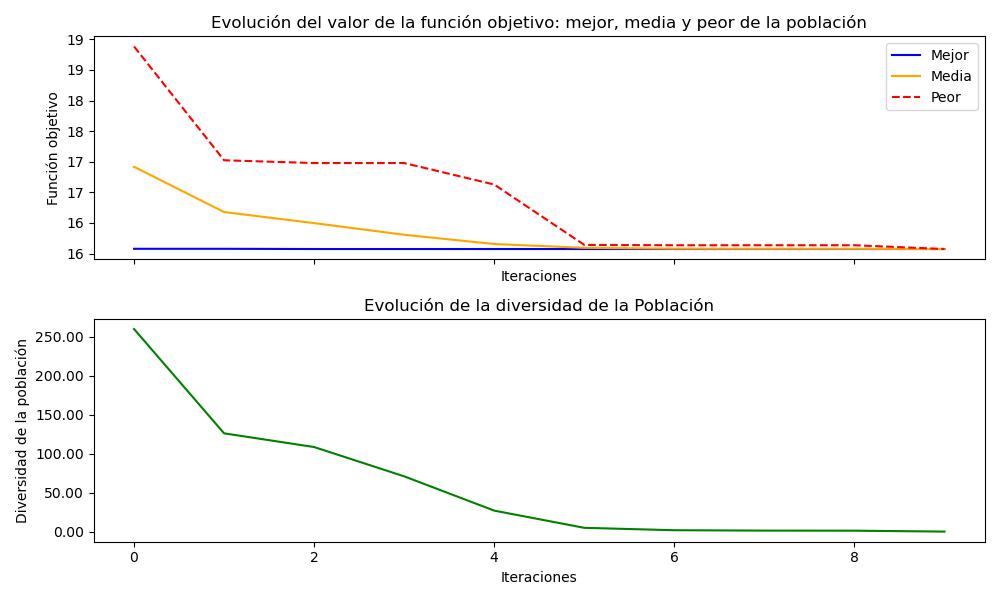 Evolución del valor de la función objetivo: mejor, media y peor de la población
19
19
18
18
17
17
16
16
Función objetivo
Mejor
Media
Peor
Iteraciones
Evolución de la diversidad de la Población
250.00
200.00
150.00
100.00
50.00
0.00
Diversidad de la población
0 2 4 6 8
Iteraciones